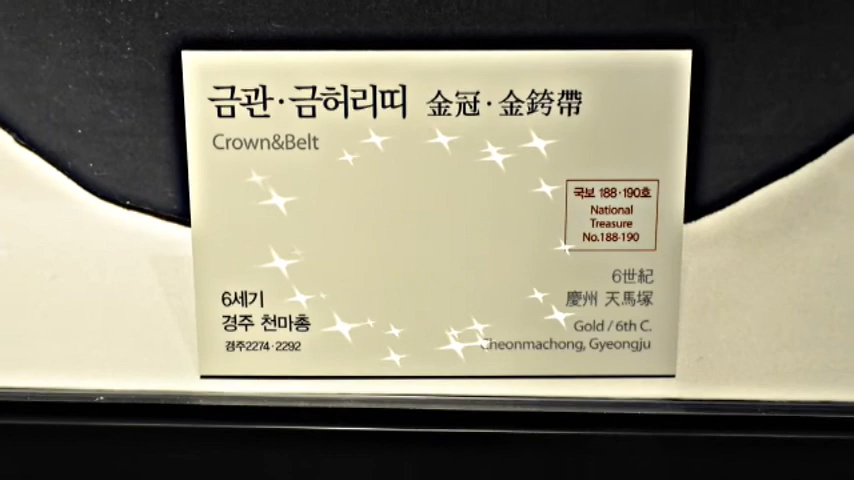 금관·금허리띠 金冠·金銙帶
Crown&Belt
국보 188·190호
National
Treasure
No.188·190
6세기
경주 천마총
경주2274·2292
6世紀
慶州 天馬塚
Gold / 6th C.
Cheonmachong, Gyeongju